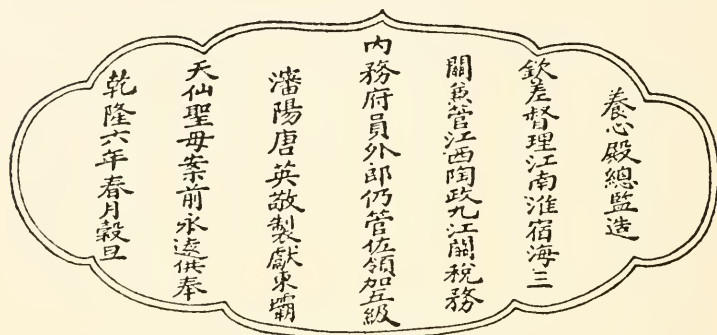 養心殿總監造
欽差督理江南淮宿海三
關兼管江西陶政九江關稅務
內務府員外郎仍管佐領加五級
瀋陽唐英敬製獻東壩
天仙聖母案前永遠供奉
乾隆六年春月穀旦